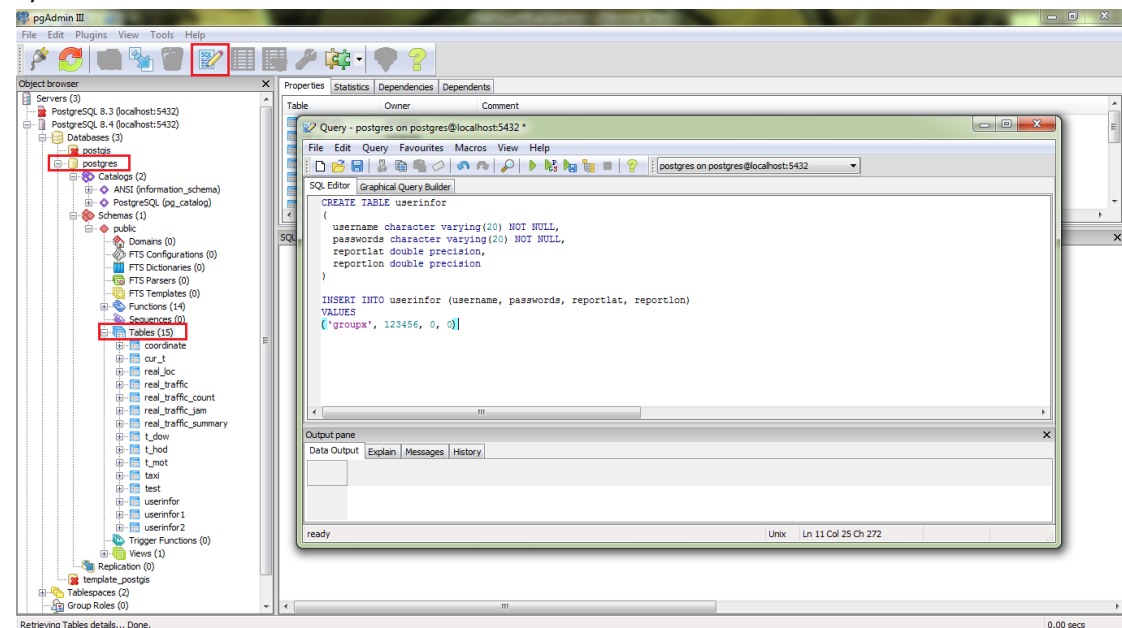 pgAdmin III
File Edit Plugins View Tools Help
Object browser X
Servers (3)
PostgreSQL 8.3 (localhost:5432)
PostgreSQL 8.4 (localhost:5432)
Databases (3)
postgis
postgres
Catalogs (2)
ANSI (information_schema)
PostgreSQL (pg_catalog)
Schemas (1)
public
Domains (0)
FTS Configurations (0)
FTS Dictionaries (0)
FTS Parsers (0)
FTS Templates (0)
Functions (14)
Sequences (0)
Tables (15)
coordinate
cur_t
real_loc
real_traffic
real_traffic_count
real_traffic_jam
real_traffic_summary
t_dow
t_hod
t_mot
taxi
test
userinfor
userinfor1
userinfor2
Trigger Functions (0)
Views (1)
Replication (0)
template_postgis
Tablespaces (2)
Group Roles (0)
Properties Statistics Dependencies Dependents
Table Owner Comment
SQL
Query - postgres on postgres@localhost:5432 *
File Edit Query Favourites Macros View Help
postgres on postgres@localhost:5432
SQL Editor Graphical Query Builder
CREATE TABLE userinfor
(
username character varying(20) NOT NULL,
passwords character varying(20) NOT NULL,
reportlat double precision,
reportlon double precision
)
INSERT INTO userinfor (username, passwords, reportlat, reportlon)
VALUES
('groupx', 123456, 0, 0)
Output pane X
Data Output Explain Messages History
ready Unix Ln 11 Col 25 Ch 272
Retrieving Tables details... Done. 0.00 secs